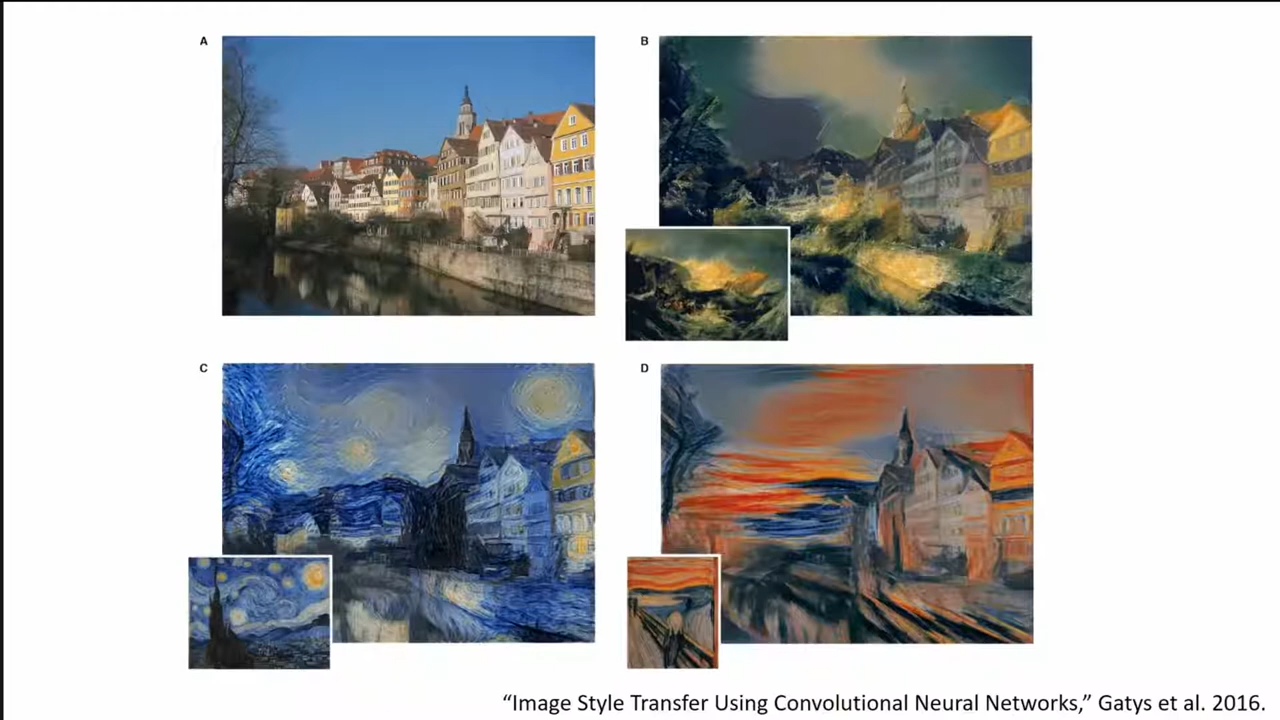 A
B
C
D
“Image Style Transfer Using Convolutional Neural Networks,” Gatys et al. 2016.